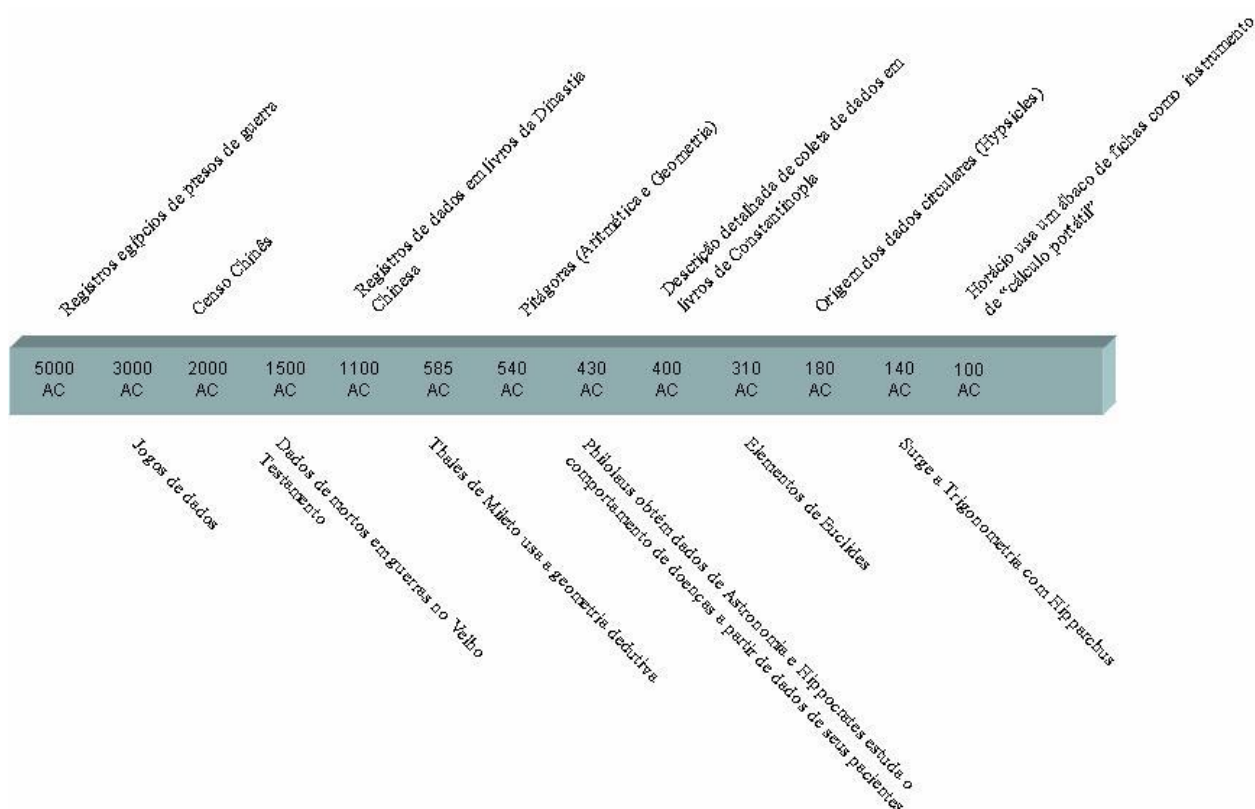 Registros egípcios de presos de guerra
Censo Chinês
Registros de dados em livros da Dinastia
Chinesa
Pitágoras (Aritmética e Geometria)
Descrição detalhada de coleta de dados em
livros de Constantinopla
Origem dos dados circulares (Hypsicles)
Horácio usa um ábaco de fichas como instrumento
de “cálculo portátil”
5000 3000 2000 1500 1100 585 540 430 400 310 180 140 100
AC AC AC AC AC AC AC AC AC AC AC AC AC
Jogos de dados
Dados de mortos em guerras no Velho
Testamento
Thales de Mileto usa a geometria dedutiva
Philolaus obtém dados de Astronomia e Hippocrates estuda o
comportamento de doenças a partir de dados de seus pacientes
Elementos de Euclides
Surge a Trigonometria com Hipparchus